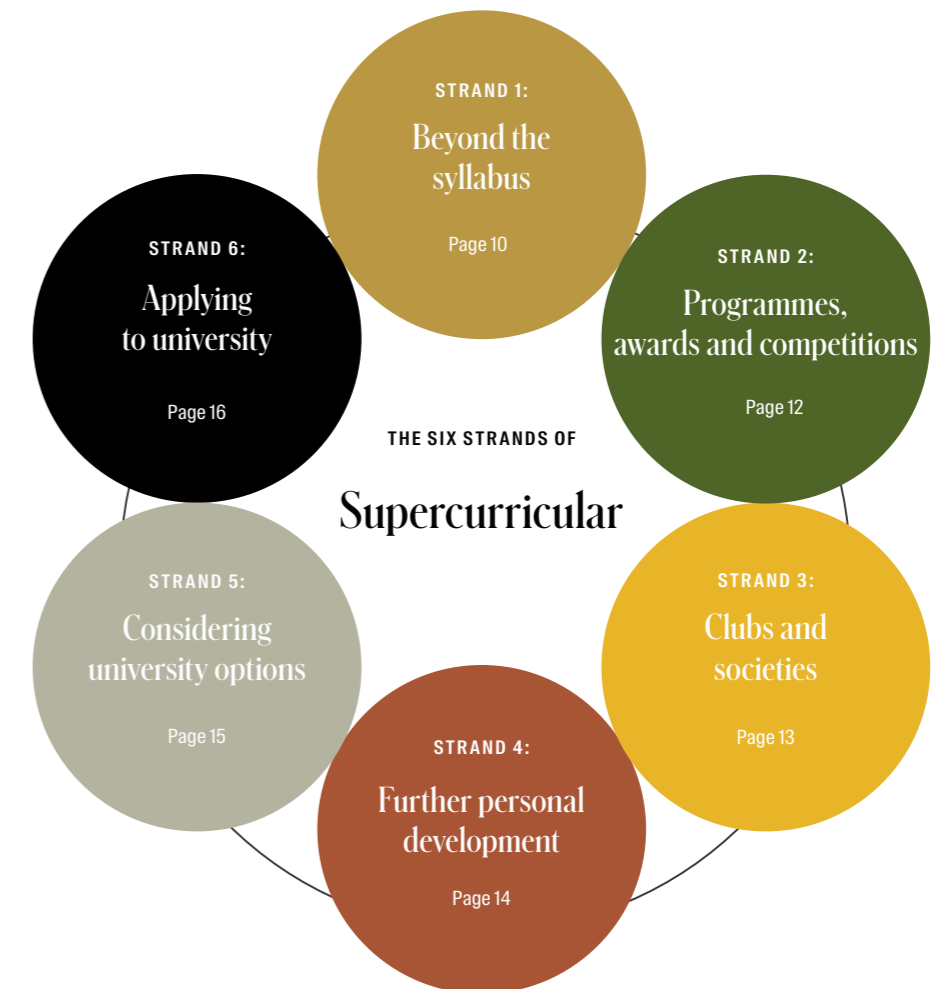 STRAND 1:
Beyond the
syllabus
Page 10
STRAND 2:
Programmes,
awards and competitions
Page 12
STRAND 3:
Clubs and
societies
Page 13
STRAND 4:
Further personal
development
Page 14
STRAND 5:
Considering
university options
Page 15
STRAND 6:
Applying
to university
Page 16
THE SIX STRANDS OF
Supercurricular